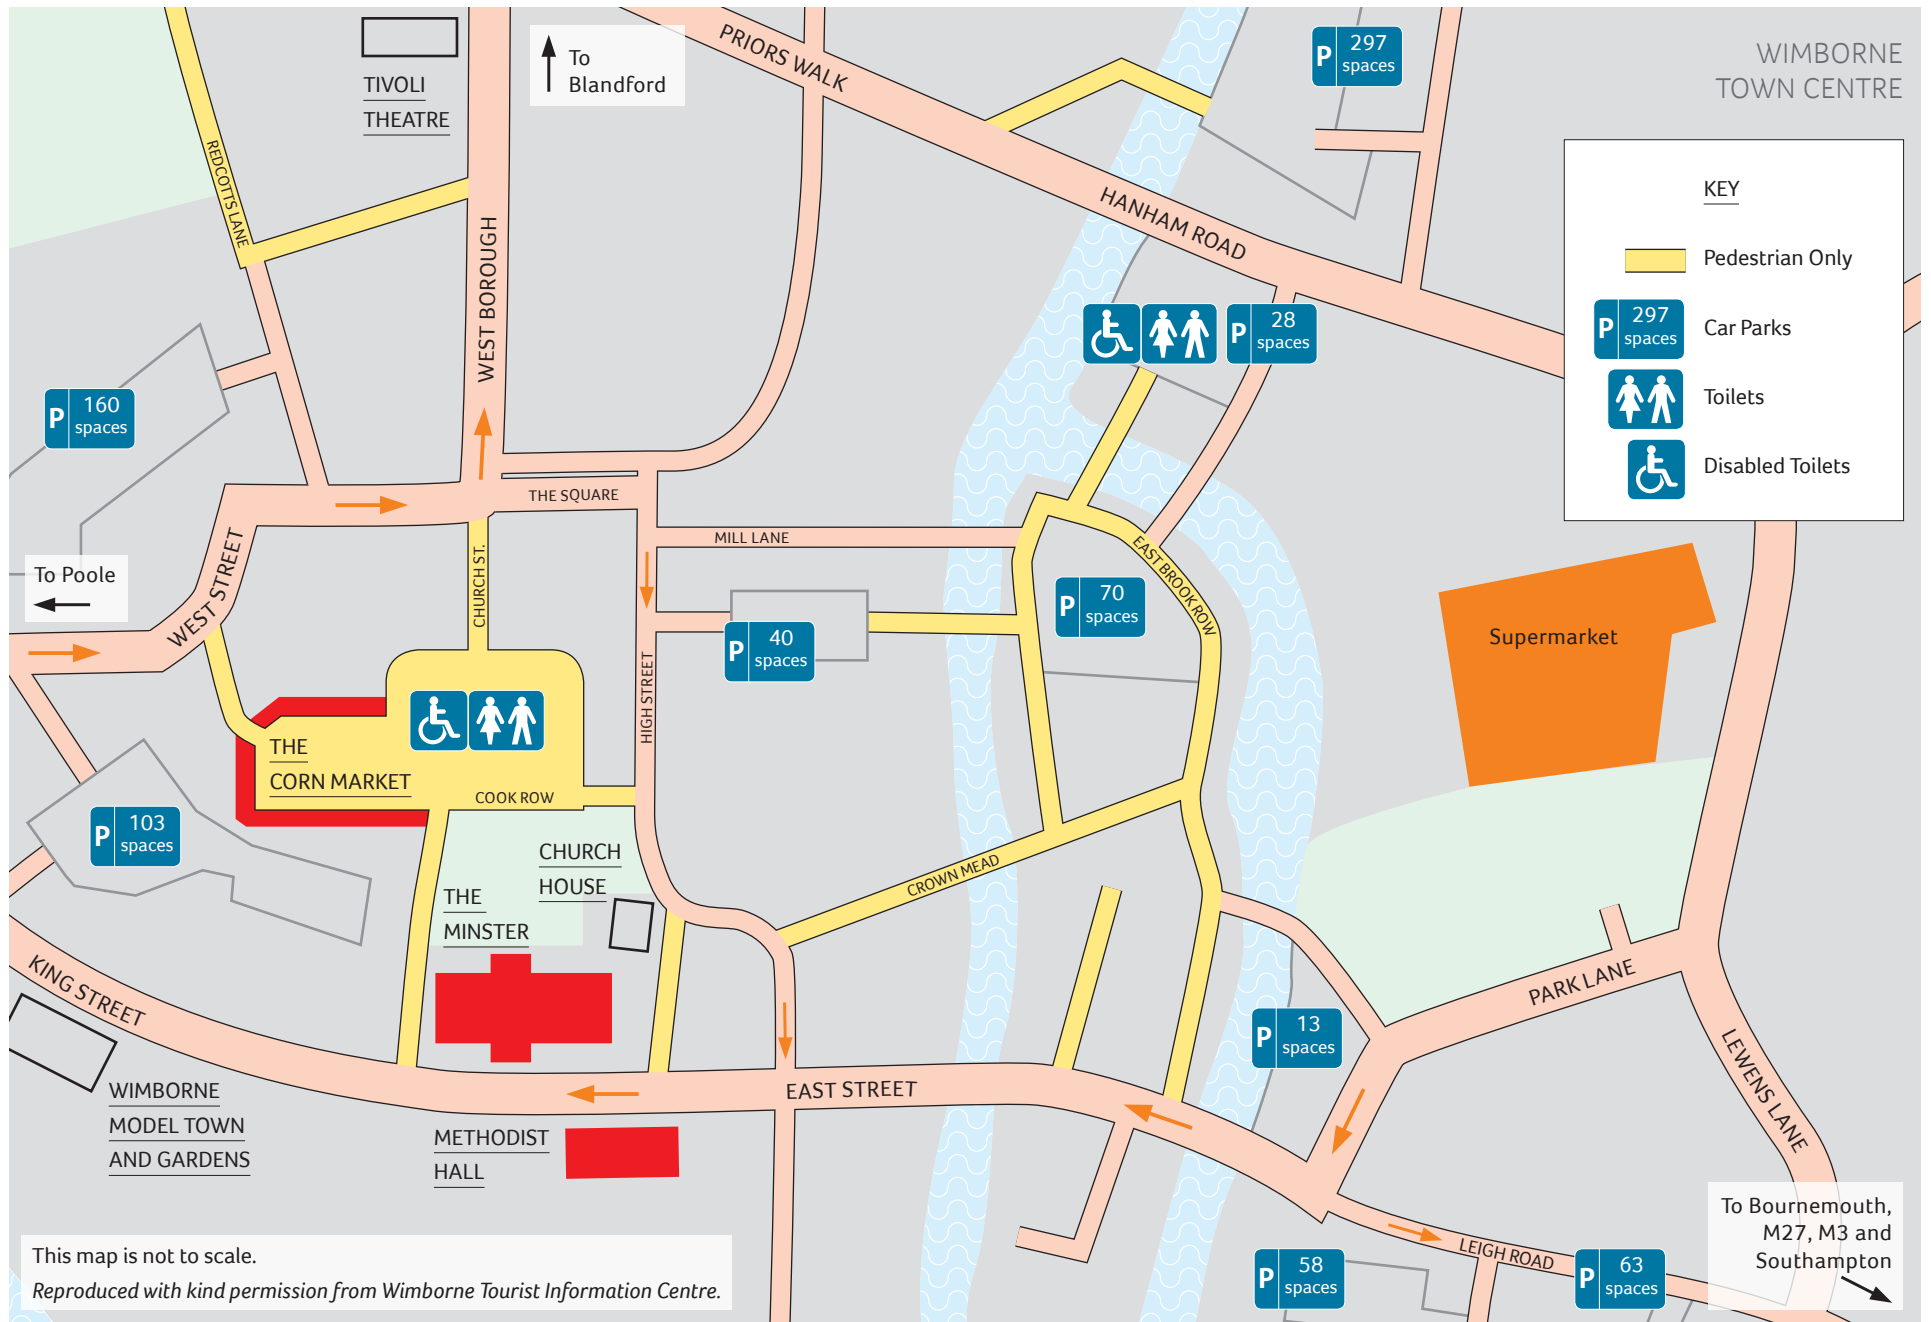 WIMBORNE
TOWN CENTRE
KEY
Pedestrian Only
P 297
spaces
Car Parks
Toilets
Disabled Toilets
TIVOLI
THEATRE
To
Blandford
PRIORS WALK
P 297
spaces
REDCOTTS LANE
WEST BOROUGH
HANHAM ROAD
P 28
spaces
P 160
spaces
THE SQUARE
MILL LANE
EAST BROOK ROW
To Poole
WEST STREET
CHURCH ST.
P 70
spaces
P 40
spaces
HIGH STREET
Supermarket
THE
CORN MARKET
COOK ROW
P 103
spaces
CHURCH
HOUSE
THE
MINSTER
CROWN MEAD
KING STREET
PARK LANE
P 13
spaces
LEWENS LANE
EAST STREET
WIMBORNE
MODEL TOWN
AND GARDENS
METHODIST
HALL
LEIGH ROAD
P 58
spaces
P 63
spaces
To Bournemouth,
M27, M3 and
Southampton
This map is not to scale.
Reproduced with kind permission from Wimborne Tourist Information Centre.